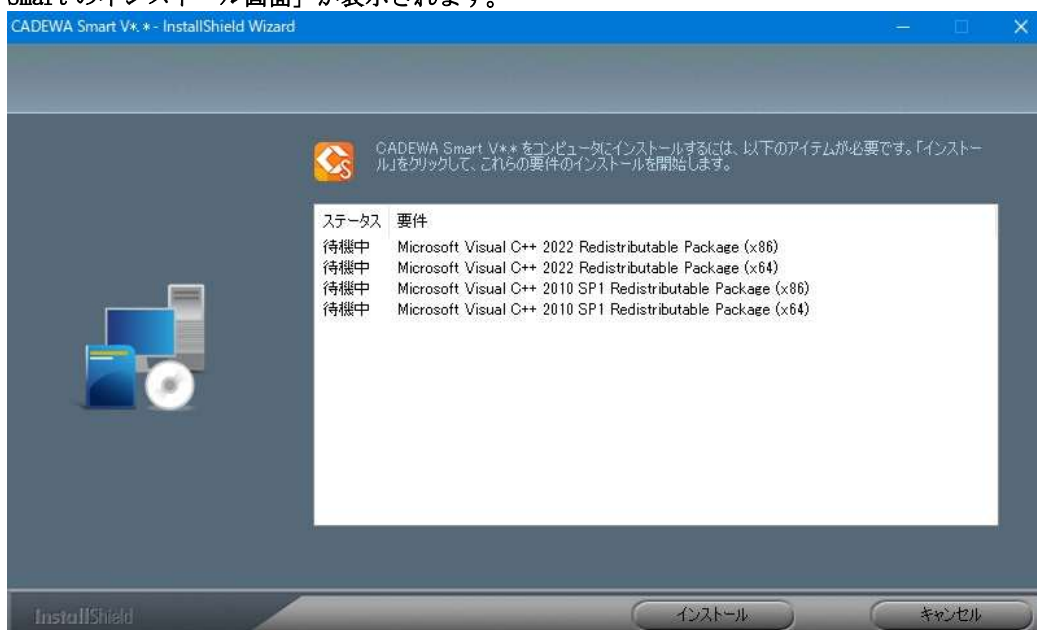 Smartのインストール画面」が表示されます。
CADEWA Smart V*.*- InstallShield Wizard
CADEWA Smart V** をコンピュータにインストールするには、以下のアイテムが必要です。「インストー
ル」をクリックして、これらの要件のインストールを開始します。
ステータス 要件
待機中 Microsoft Visual C++ 2022 Redistributable Package (x86)
待機中 Microsoft Visual C++ 2022 Redistributable Package (x64)
待機中 Microsoft Visual C++ 2010 SP1 Redistributable Package (x86)
待機中 Microsoft Visual C++ 2010 SP1 Redistributable Package (x64)
InstallShield
インストール
キャンセル